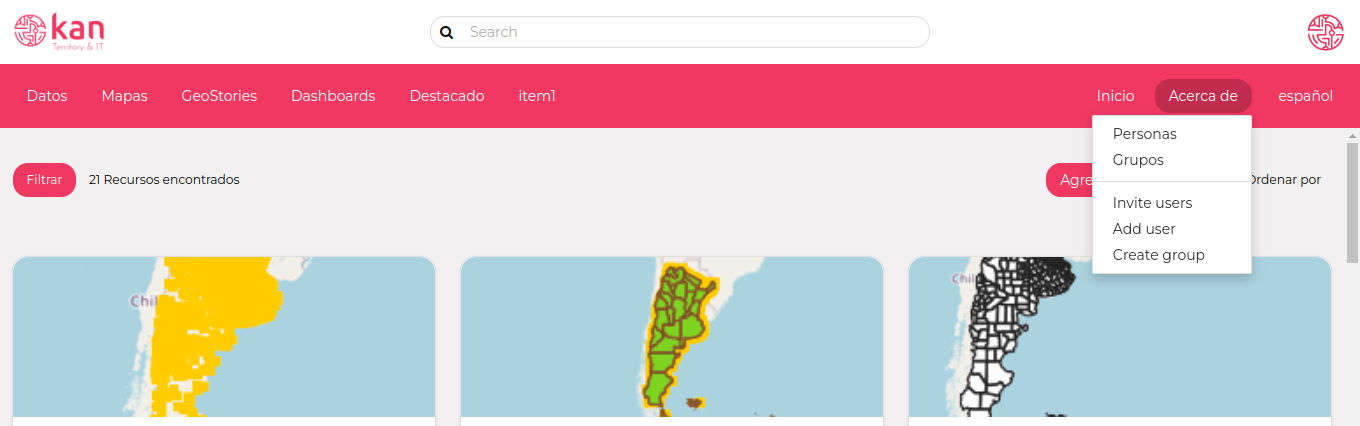 kan
Territory & IT
Search
Datos Mapas GeoStories Dashboards Destacado item1 Inicio Acerca de español
Personas
Grupos
Invite users
Add user
Create group
Filtrar 21 Recursos encontrados Agre Ordenar por
Chil
Chil